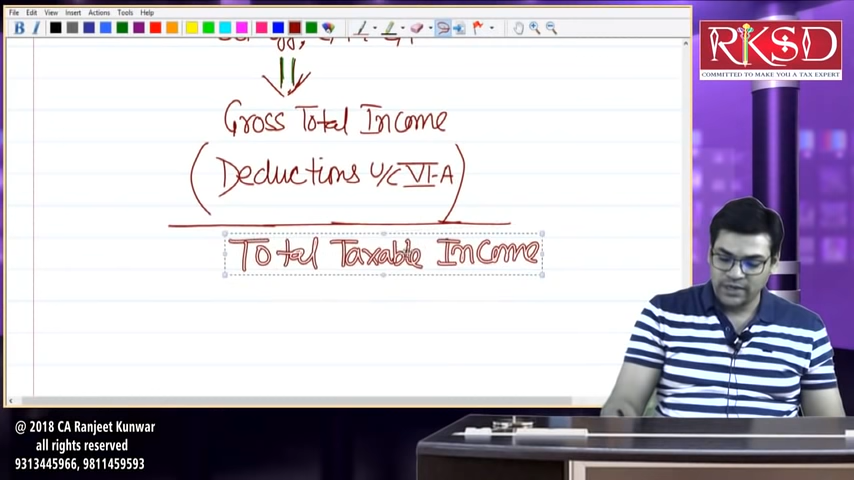 File Edit View Insert Actions Tools Help
B I
RKSD
COMMITTED TO MAKE YOU A TAX EXPERT
Gross Total Income
(Deductions U/C VI-A)
Total Taxable Income
@ 2018 CA Ranjeet Kunwar
all rights reserved
9313445966, 9811459593